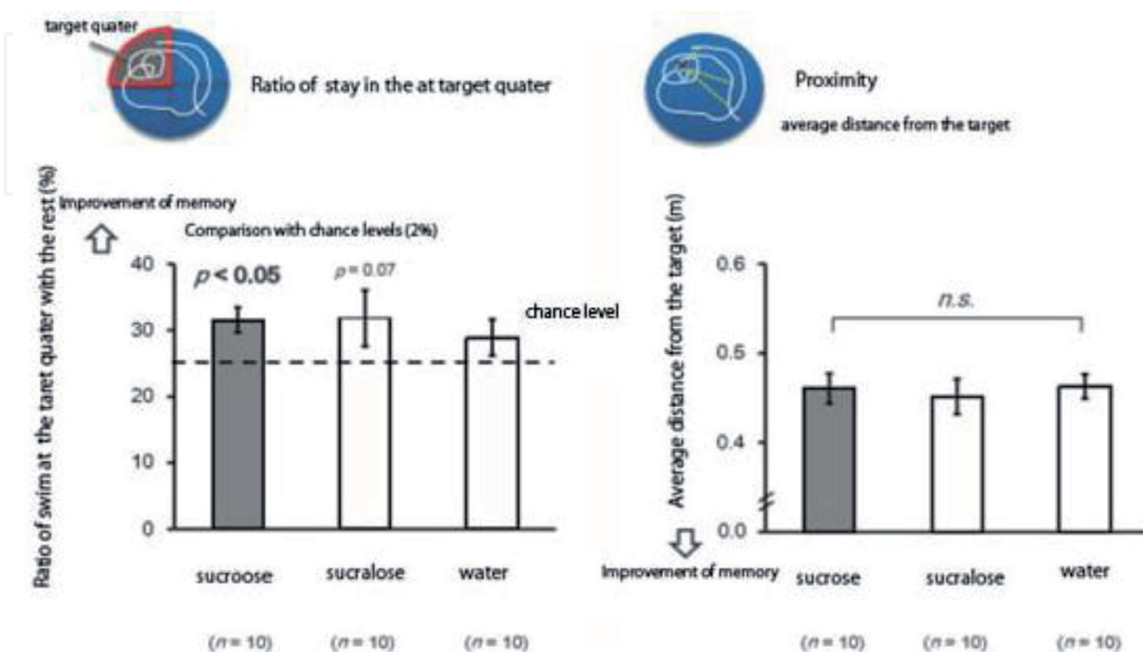 target quater
Ratio of stay in the at target quater
Ratio of swim at the taret quater with the rest (%)
Improvement of memory
Comparison with chance levels (2%)
40
30
20
10
0
p < 0.05
p = 0.07
chance level
sucroose
sucralose
water
(n = 10)
(n = 10)
(n = 10)
Proximity
average distance from the target
Average distance from the target (m)
0.6
0.5
0.4
0.0
n.s.
Improvement of memory
sucrose
sucralose
water
(n = 10)
(n = 10)
(n = 10)